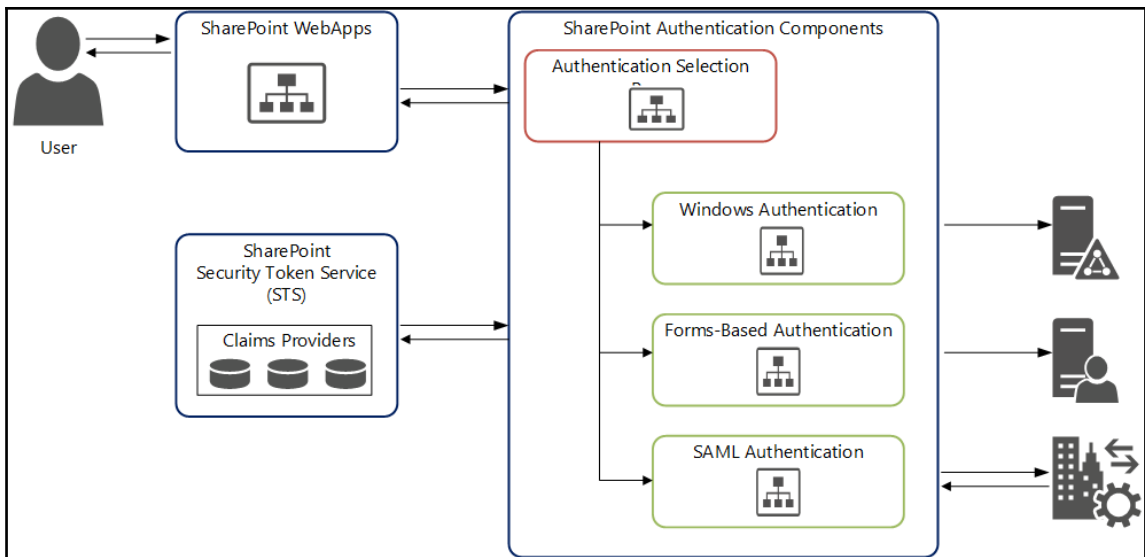 SharePoint WebApps
SharePoint Authentication Components
Authentication Selection
User
Windows Authentication
SharePoint
Security Token Service
(STS)
Claims Providers
Forms-Based Authentication
SAML Authentication